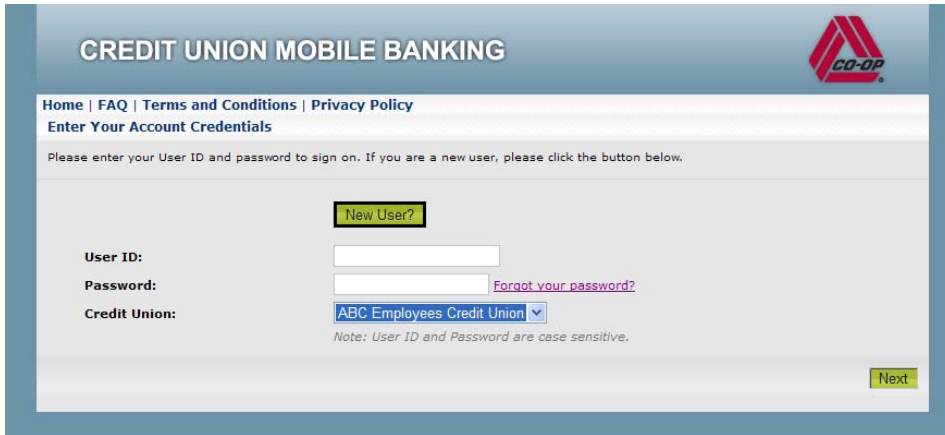 CREDIT UNION MOBILE BANKING
CO-OP
Home | FAQ | Terms and Conditions | Privacy Policy
Enter Your Account Credentials
Please enter your User ID and password to sign on. If you are a new user, please click the button below.
New User?
User ID:
Password: Forgot your password?
Credit Union: ABC Employees Credit Union
Note: User ID and Password are case sensitive.
Next